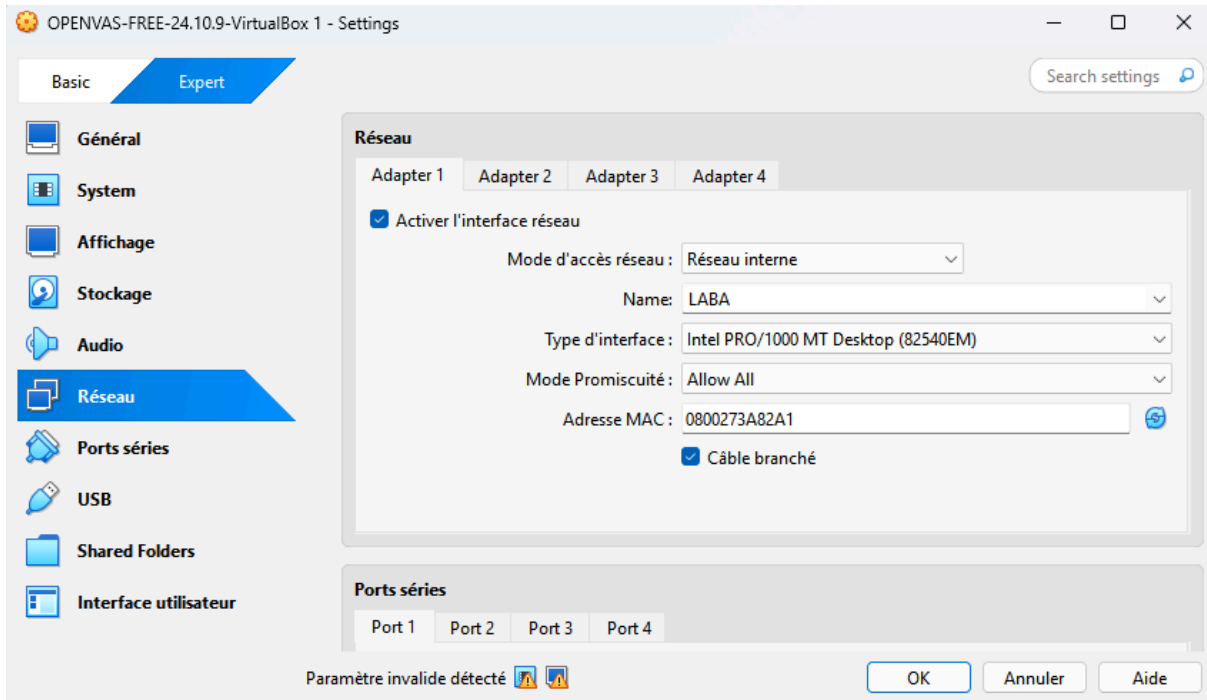 OPENVAS-FREE-24.10.9-VirtualBox 1 - Settings
Basic
Expert
Search settings
Général
System
Affichage
Stockage
Audio
Réseau
Ports séries
USB
Shared Folders
Interface utilisateur
Réseau
Adapter 1 Adapter 2 Adapter 3 Adapter 4
Activer l'interface réseau
Mode d'accès réseau : Réseau interne
Name: LABA
Type d'interface : Intel PRO/1000 MT Desktop (82540EM)
Mode Promiscuité : Allow All
Adresse MAC : 0800273A82A1
Câble branché
Ports séries
Port 1 Port 2 Port 3 Port 4
Paramètre invalide détecté
OK Annuler Aide